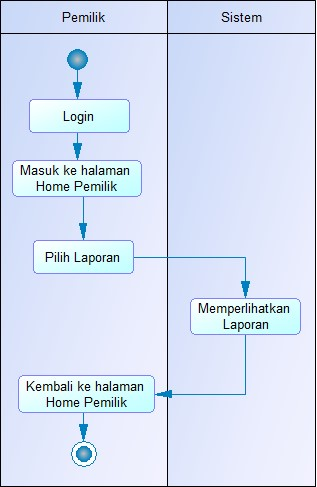 Pemilik
Sistem
Login
Masuk ke halaman
Home Pemilik
Pilih Laporan
Memperlihatkan
Laporan
Kembali ke halaman
Home Pemilik